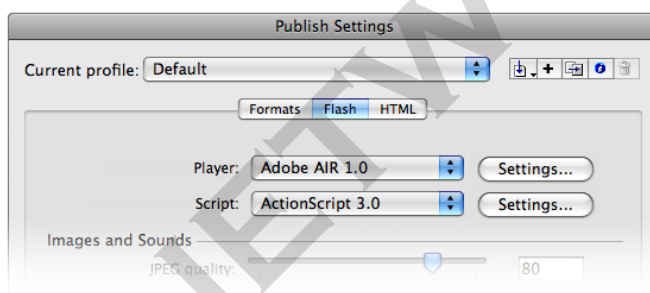 Publish Settings
Current profile: Default
Formats Flash HTML
Player: Adobe AIR 1.0 Settings...
Script: ActionScript 3.0 Settings...
Images and Sounds
JPEG quality: 80